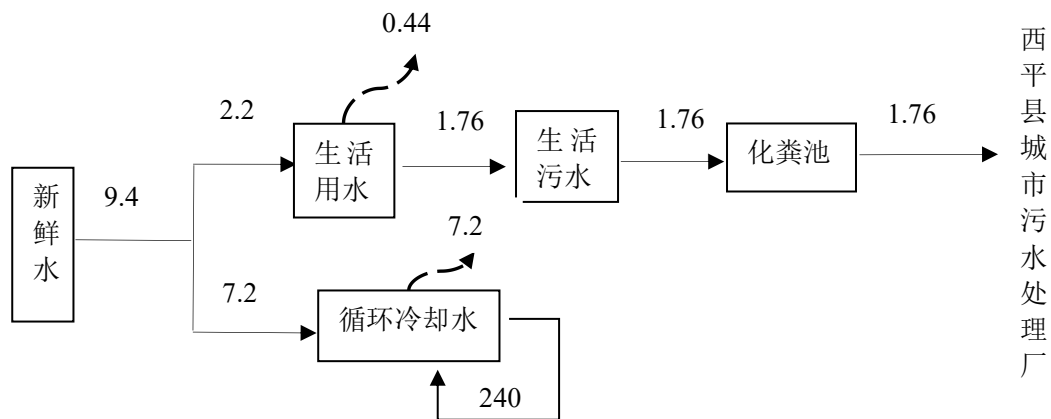 0.44
2.2
生活
用水
1.76
生活
污水
1.76
化粪池
1.76
西平县城市污水处理厂
新鲜水
9.4
7.2
7.2
循环冷却水
240